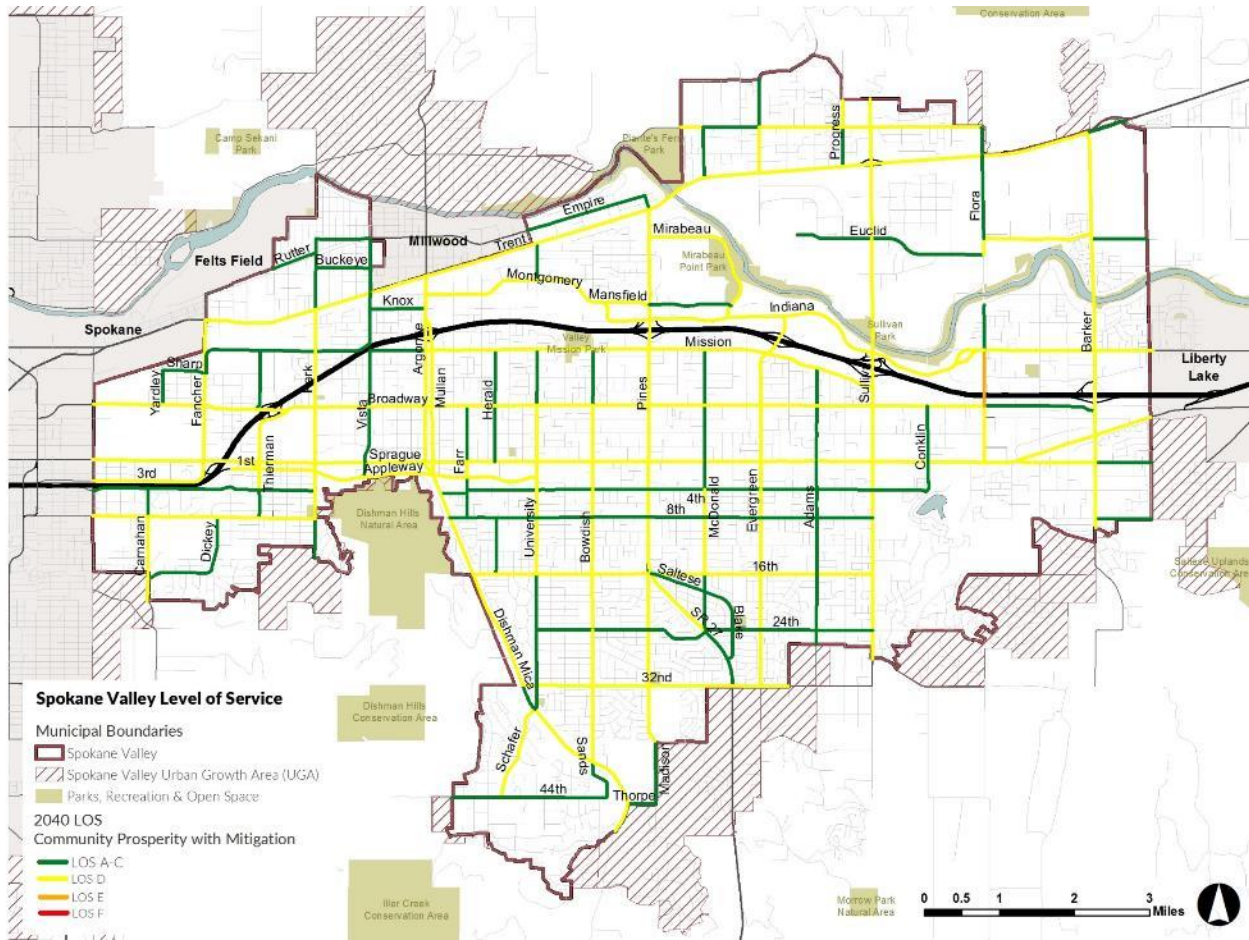 Conservation Area
Camp Sekani
Park
Plante's Ferry
Park
Progress
Empire
Flora
Rutter
Millwood
Trent
Mirabeau
Euclid
Felts Field
Buckeye
Mirabeau
Point Park
Montgomery
Mansfield
Knox
Indiana
Spokane
Argonne
Valley
Mission Park
Mission
Sullivan
Park
Barker
Liberty
Lake
Sharp
Yardley
Fancher
Park
Vista
Broadway
Mullan
Herald
Pines
Sullivan
3rd
1st
Thierman
Sprague
Appleway
Farr
Conklin
4th
8th
McDonald
Evergreen
Adams
Dishman Hills
Natural Area
Carnahan
Dickey
University
Bowdish
16th
Saltese
Saltese Uplands
Conservation Area
SR 27
Blake
24th
Dishman Mica
32nd
Dishman Hills
Conservation Area
Schafer
Sands
Madison
44th
Thorpe
Iller Creek
Conservation Area
Morrow Park
Natural Area
Spokane Valley Level of Service
Municipal Boundaries
Spokane Valley
Spokane Valley Urban Growth Area (UGA)
Parks, Recreation & Open Space
2040 LOS
Community Prosperity with Mitigation
LOS A-C
LOS D
LOS E
LOS F
0 0.5 1 2 3
Miles